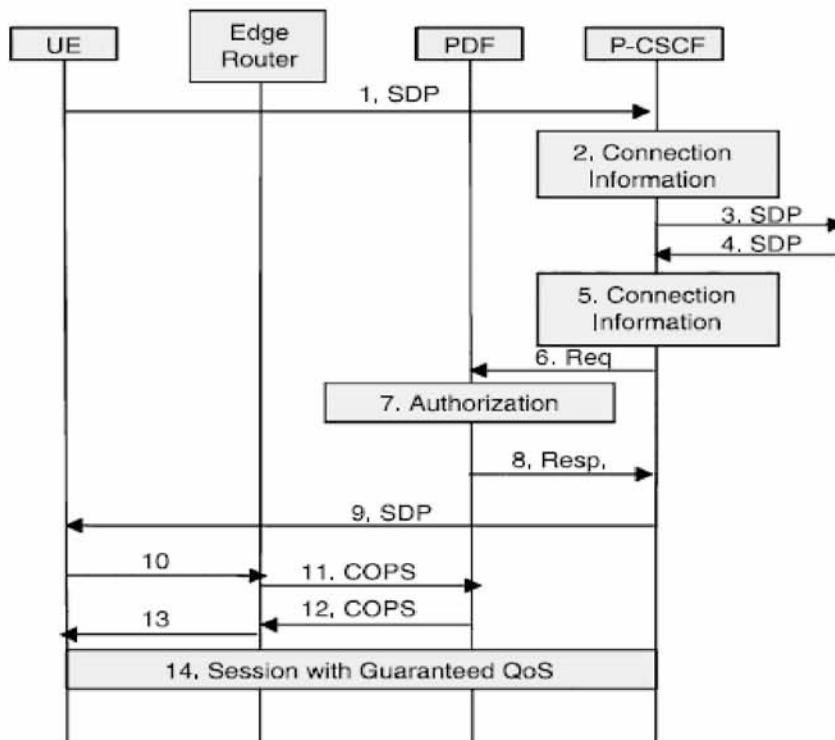 UE
Edge
Router
PDF
P-CSCF
1, SDP
2. Connection
Information
3. SDP
4. SDP
5. Connection
Information
6. Req
7. Authorization
8, Resp,
9, SDP
10
11. COPS
12, COPS
13
14, Session with Guaranteed QoS